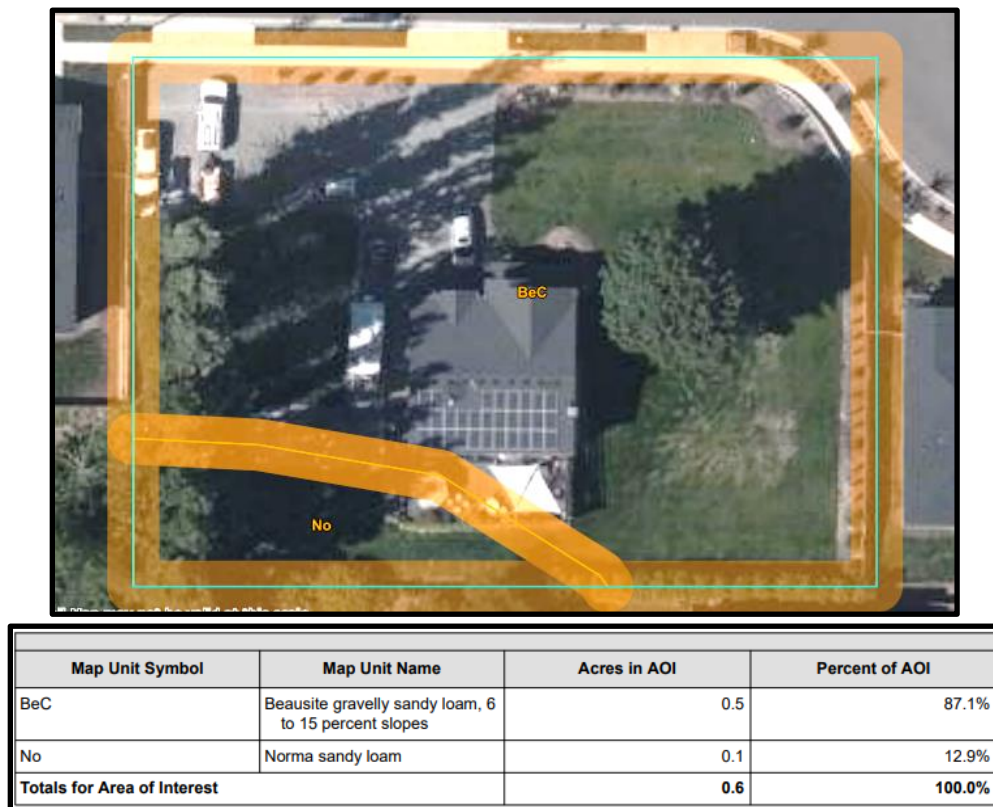 BeC
No
Map Unit Symbol Map Unit Name Acres in AOI Percent of AOI
BeC Beausite gravelly sandy loam, 6 0.5 87.1%
to 15 percent slopes
No Norma sandy loam 0.1 12.9%
Totals for Area of Interest 0.6 100.0%